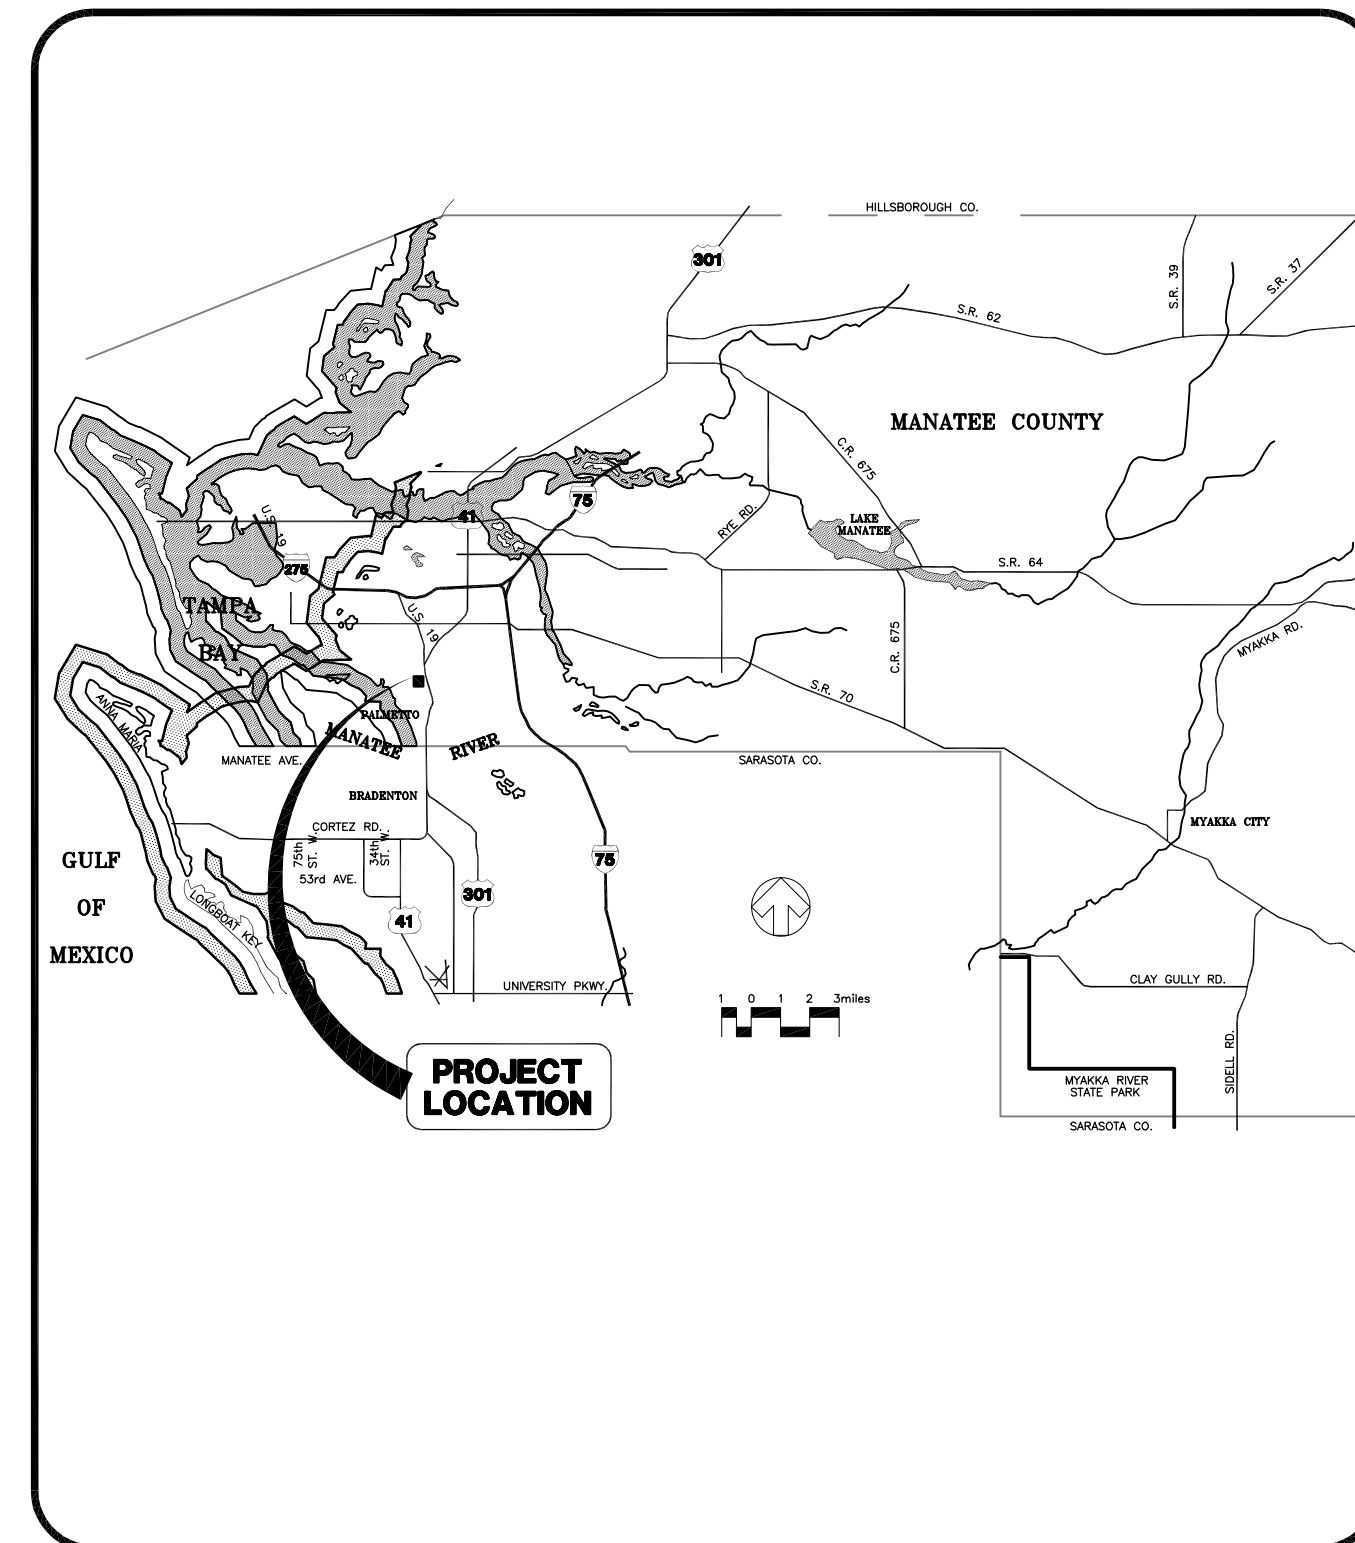 HILLSBOROUGH CO.
301
S.R. 39
S.R. 37
S.R. 62
MANATEE COUNTY
C.R. 675
75
41
U.S. 19
RYE RD.
LAKE
MANATEE
275
S.R. 64
TAMPA
BAY
U.S. 19
C.R. 675
MYAKKA RD.
S.R. 70
ANNA MARIA
PALMETTO
MANATEE RIVER
MANATEE AVE.
SARASOTA CO.
BRADENTON
CORTEZ RD.
MYAKKA CITY
75th
ST. W.
34th
ST. W.
GULF
OF
MEXICO
53rd AVE.
75
301
41
LONGBOAT KEY
UNIVERSITY PKWY.
1 0 1 2 3miles
CLAY GULLY RD.
SIDELL RD.
PROJECT
LOCATION
MYAKKA RIVER
STATE PARK
SARASOTA CO.